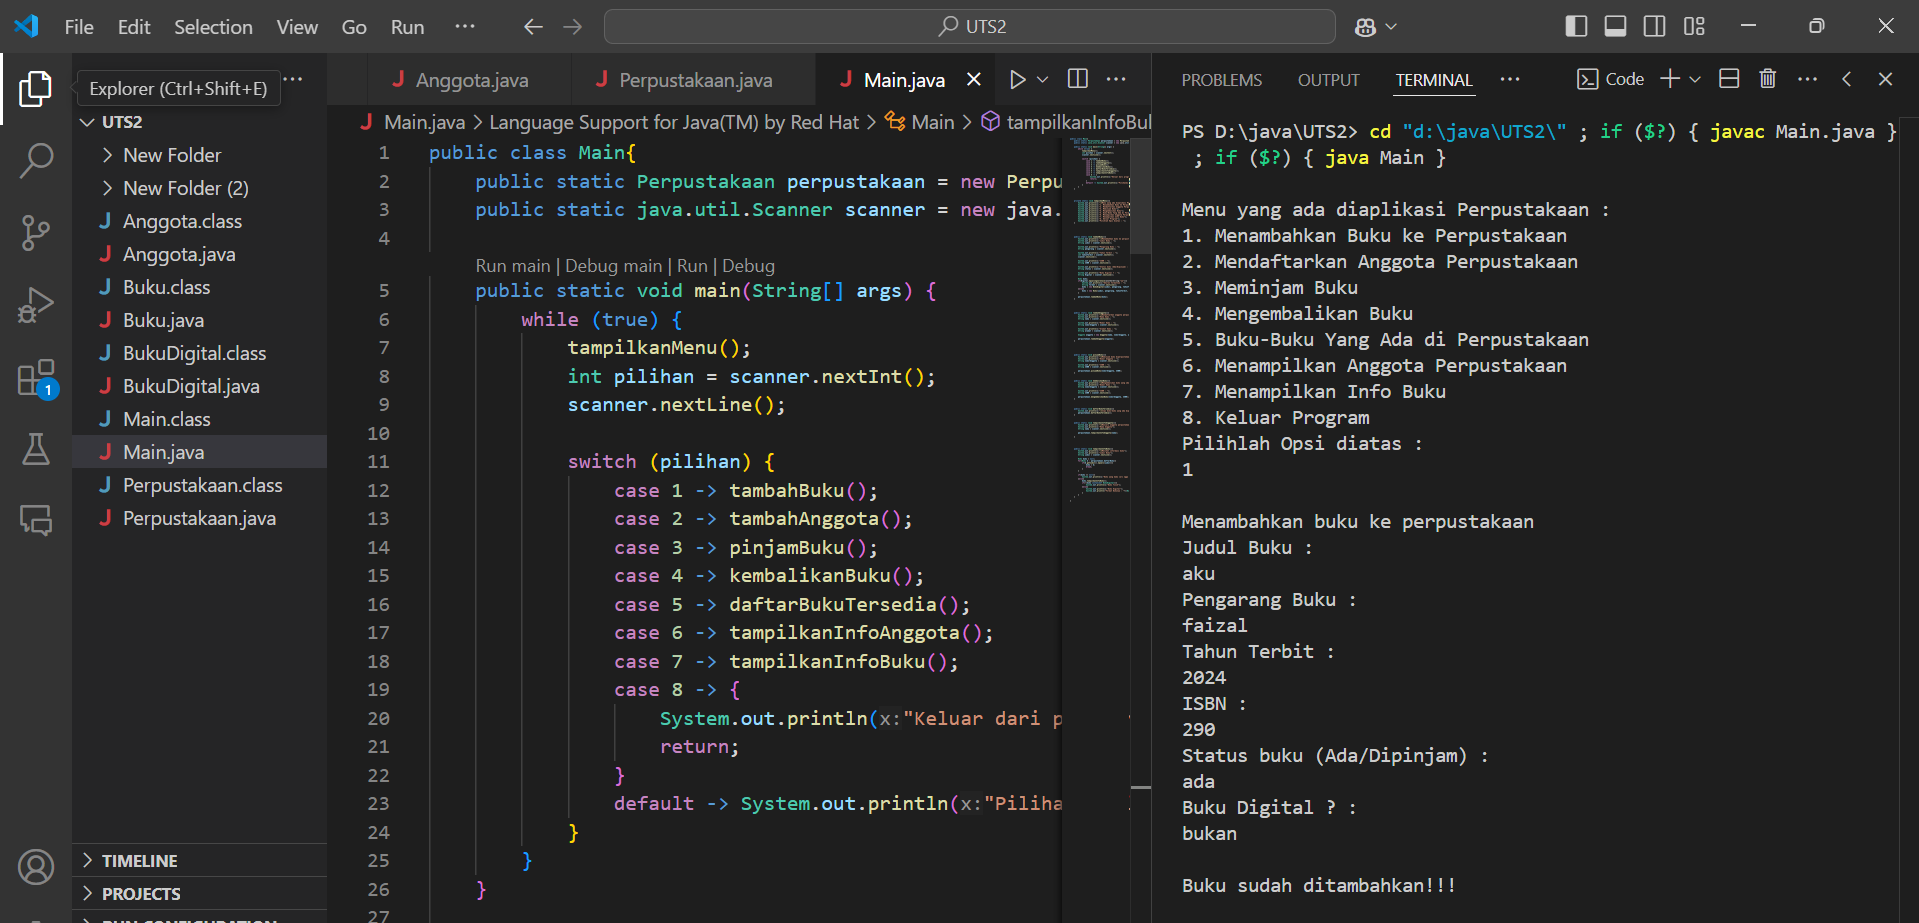 File Edit Selection View Go Run ··· UTS2
Explorer (Ctrl+Shift+E) ···
UTS2
New Folder
New Folder (2)
Anggota.class
Anggota.java
Buku.class
Buku.java
BukuDigital.class
BukuDigital.java
Main.class
Main.java
Perpustakaan.class
Perpustakaan.java
TIMELINE
PROJECTS
1
Anggota.java Perpustakaan.java Main.java
Main.java > Language Support for Java(TM) by Red Hat > Main > tampilkanInfoBu
1 public class Main{
2 public static Perpustakaan perpustakaan = new Perpu
3 public static java.util.Scanner scanner = new java.
4
Run main | Debug main | Run | Debug
5 public static void main(String[] args) {
6 while (true) {
7 tampilkanMenu();
8 int pilihan = scanner.nextInt();
9 scanner.nextLine();
10
11 switch (pilihan) {
12 case 1 -> tambahBuku();
13 case 2 -> tambahAnggota();
14 case 3 -> pinjamBuku();
15 case 4 -> kembalikanBuku();
16 case 5 -> daftarBukuTersedia();
17 case 6 -> tampilkanInfoAnggota();
18 case 7 -> tampilkanInfoBuku();
19 case 8 -> {
20 System.out.println(x:"Keluar dari p
21 return;
22 }
23 default -> System.out.println(x:"Piliha
24 }
25 }
26 }
27
PROBLEMS OUTPUT TERMINAL ··· Code
PS D:\java\UTS2> cd "d:\java\UTS2\" ; if ($?) { javac Main.java }
; if ($?) { java Main }
Menu yang ada diaplikasi Perpustakaan :
1. Menambahkan Buku ke Perpustakaan
2. Mendaftarkan Anggota Perpustakaan
3. Meminjam Buku
4. Mengembalikan Buku
5. Buku-Buku Yang Ada di Perpustakaan
6. Menampilkan Anggota Perpustakaan
7. Menampilkan Info Buku
8. Keluar Program
Pilihlah Opsi diatas :
1
Menambahkan buku ke perpustakaan
Judul Buku :
aku
Pengarang Buku :
faizal
Tahun Terbit :
2024
ISBN :
290
Status buku (Ada/Dipinjam) :
ada
Buku Digital ? :
bukan
Buku sudah ditambahkan!!!